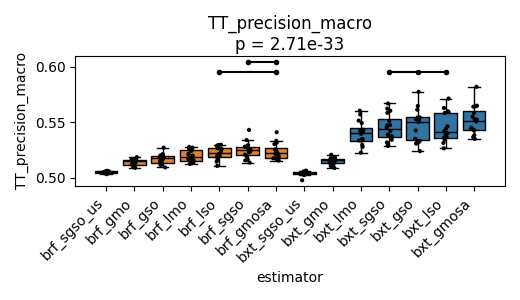 TT_precision_macro
p = 2.71e-33
TT_precision_macro
0.60
0.55
0.50
brf_sgso_us
brf_gmo
brf_gso
brf_lmo
brf_lso
brf_sgso
brf_gmosa
bxt_sgso_us
bxt_gmo
bxt_lmo
bxt_sgso
bxt_gso
bxt_lso
bxt_gmosa
estimator